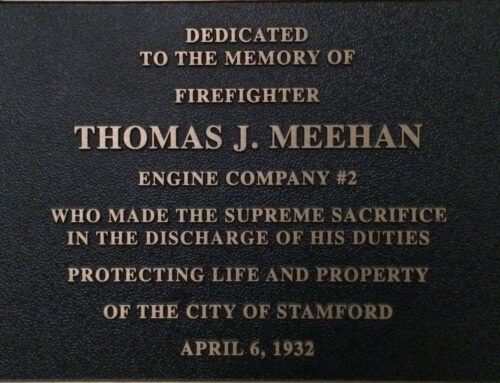 DEDICATED
TO THE MEMORY OF
FIREFIGHTER
THOMAS J. MEEHAN
ENGINE COMPANY #2
WHO MADE THE SUPREME SACRIFICE
IN THE DISCHARGE OF HIS DUTIES
PROTECTING LIFE AND PROPERTY
OF THE CITY OF STAMFORD
APRIL 6, 1932